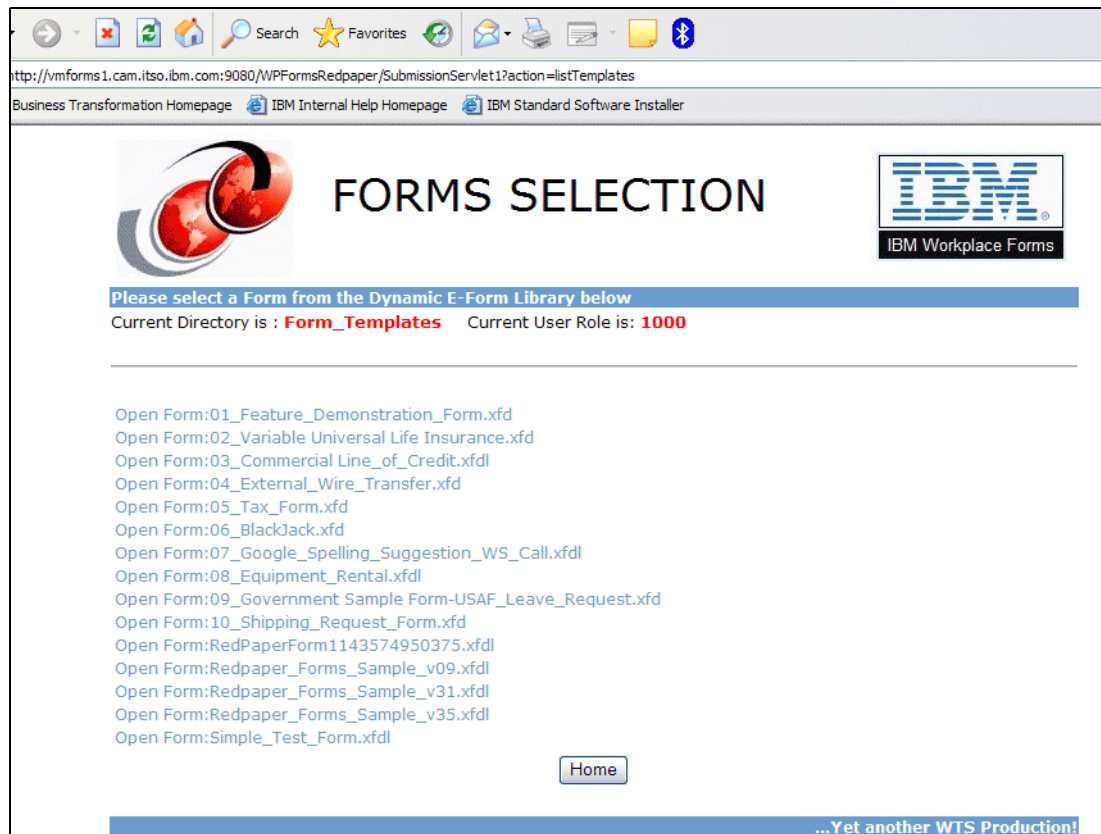 Search Favorites
http://vmforms1.cam.itso.ibm.com:9080/WPFormsRedpaper/SubmissionServlet1?action=listTemplates
Business Transformation Homepage IBM Internal Help Homepage IBM Standard Software Installer
FORMS SELECTION
IBM®
IBM Workplace Forms
Please select a Form from the Dynamic E-Form Library below
Current Directory is : Form_Templates Current User Role is: 1000
Open Form:01_Feature_Demonstration_Form.xfd
Open Form:02_Variable Universal Life Insurance.xfd
Open Form:03_Commercial Line_of_Credit.xfdl
Open Form:04_External_Wire_Transfer.xfd
Open Form:05_Tax_Form.xfd
Open Form:06_BlackJack.xfd
Open Form:07_Google_Spelling_Suggestion_WS_Call.xfdl
Open Form:08_Equipment_Rental.xfdl
Open Form:09_Government Sample Form-USAF_Leave_Request.xfd
Open Form:10_Shipping_Request_Form.xfd
Open Form:RedPaperForm1143574950375.xfdl
Open Form:Redpaper_Forms_Sample_v09.xfdl
Open Form:Redpaper_Forms_Sample_v31.xfdl
Open Form:Redpaper_Forms_Sample_v35.xfdl
Open Form:Simple_Test_Form.xfdl
Home
...Yet another WTS Production!